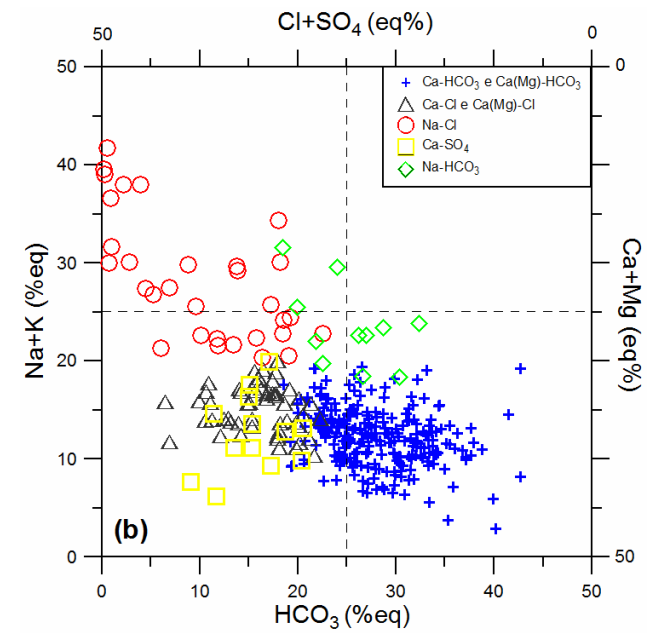 Cl+SO₄ (eq%)
50 0
50 0
Ca-HCO₃ e Ca(Mg)-HCO₃
Ca-Cl e Ca(Mg)-Cl
Na-Cl
Ca-SO₄
Na-HCO₃
40
30
Na+K (%eq)
Ca+Mg (eq%)
20
10
(b)
0 50
0 10 20 30 40 50
HCO₃ (%eq)